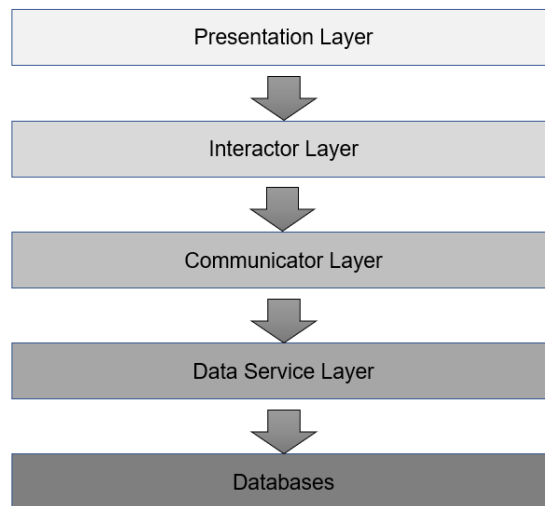 Presentation Layer
Interactor Layer
Communicator Layer
Data Service Layer
Databases